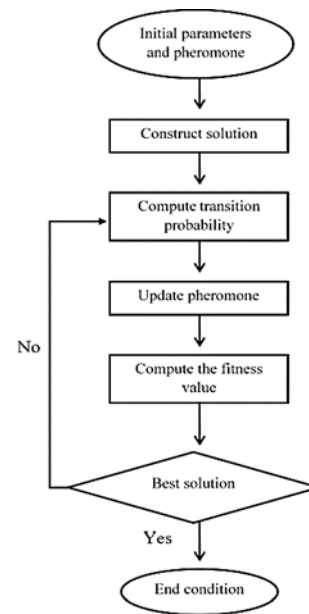 Initial parameters
and pheromone
Construct solution
Compute transition
probability
Update pheromone
No
Compute the fitness
value
Best solution
Yes
End condition